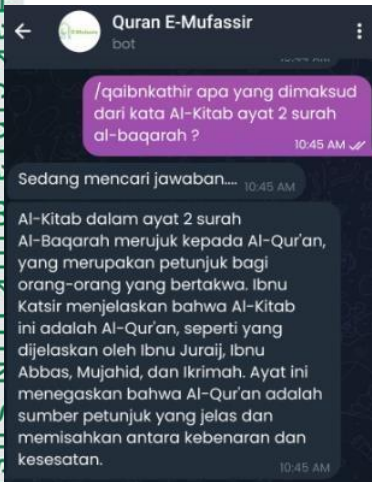 Quran E-Mufassir
bot
/qaibnkathir apa yang dimaksud
dari kata Al-Kitab ayat 2 surah
al-baqarah ?
10:45 AM
Sedang mencari jawaban.... 10:45 AM
Al-Kitab dalam ayat 2 surah
Al-Baqarah merujuk kepada Al-Qur'an,
yang merupakan petunjuk bagi
orang-orang yang bertakwa. Ibnu
Katsir menjelaskan bahwa Al-Kitab
ini adalah Al-Qur'an, seperti yang
dijelaskan oleh Ibnu Juraij, Ibnu
Abbas, Mujahid, dan Ikrimah. Ayat ini
menegaskan bahwa Al-Qur'an adalah
sumber petunjuk yang jelas dan
memisahkan antara kebenaran dan
kesesatan.
10:45 AM